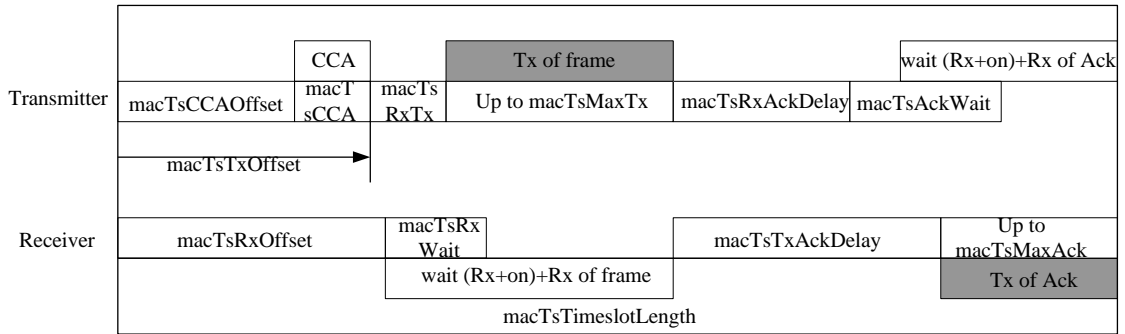 CCA
Tx of frame
wait (Rx+on)+Rx of Ack
Transmitter
macTsCCAOffset
macT
sCCA
macTs
RxTx
Up to macTsMaxTx
macTsRxAckDelay
macTsAckWait
macTsTxOffset
Receiver
macTsRxOffset
macTsRx
Wait
macTsTxAckDelay
Up to
macTsMaxAck
wait (Rx+on)+Rx of frame
Tx of Ack
macTsTimeslotLength